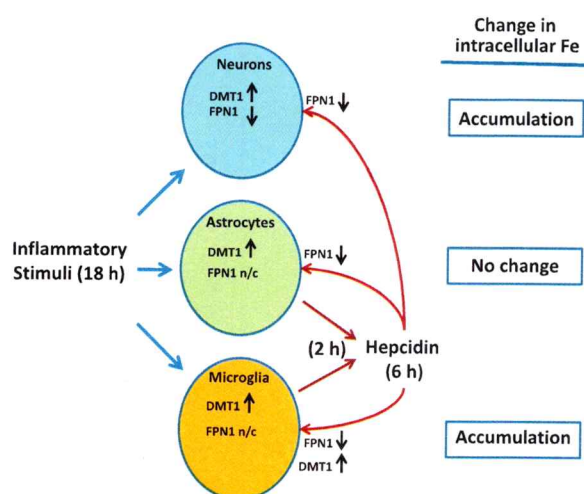 Change in
intracellular Fe
Neurons
DMT1 ↑
FPN1 ↓
FPN1 ↓
Accumulation
Astrocytes
DMT1 ↑
FPN1 n/c
FPN1 ↓
No change
Inflammatory
Stimuli (18 h)
(2 h) Hepcidin
(6 h)
Microglia
DMT1 ↑
FPN1 n/c
FPN1 ↓
DMT1 ↑
Accumulation